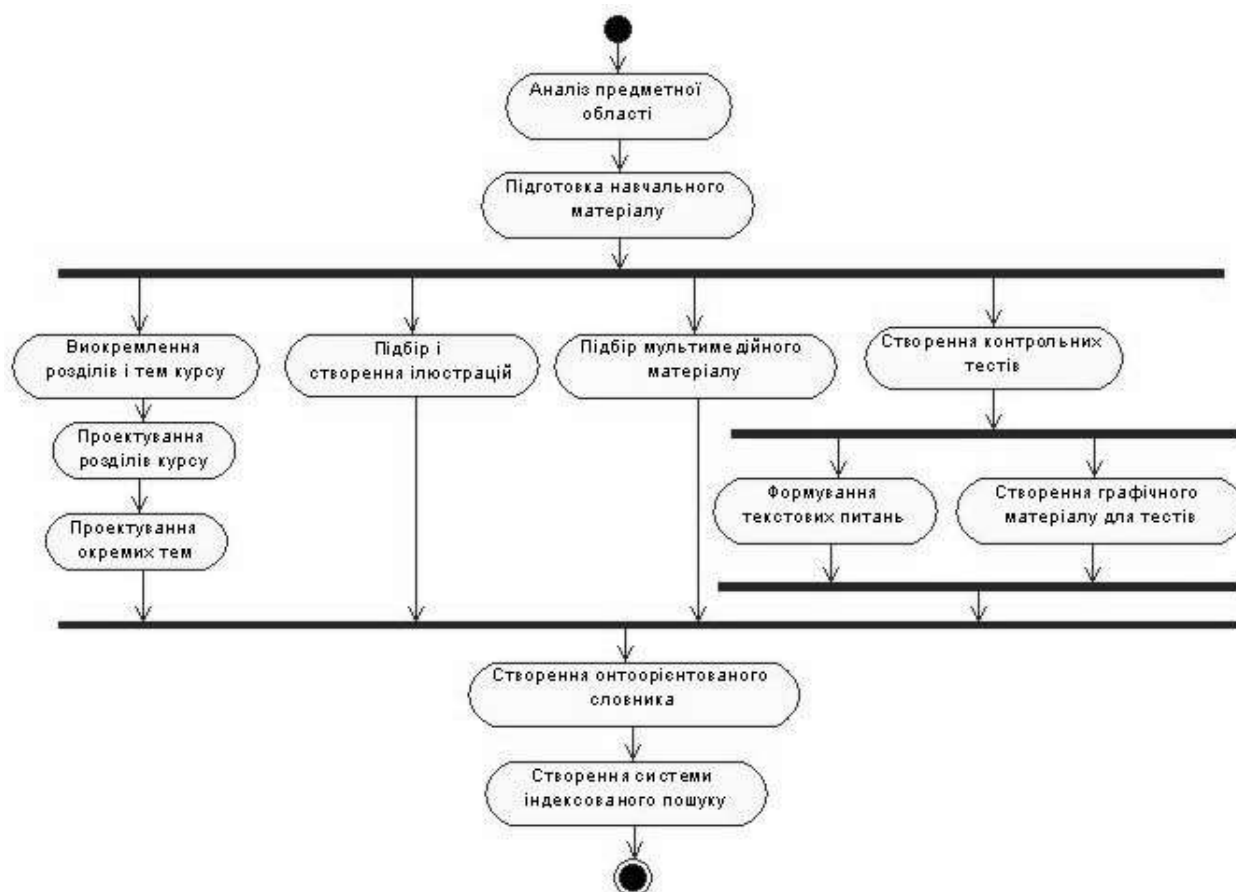 Аналіз предметної
області
Підготовка навчального
матеріалу
Виокремлення
розділів і тем курсу
Підбір і
створення ілюстрацій
Підбір мультимедійного
матеріалу
Створення контрольних
тестів
Проектування
розділів курсу
Формування
текстових питань
Створення графічного
матеріалу для тестів
Проектування
окремих тем
Створення онтоорієнтованого
словника
Створення системи
індексованого пошуку